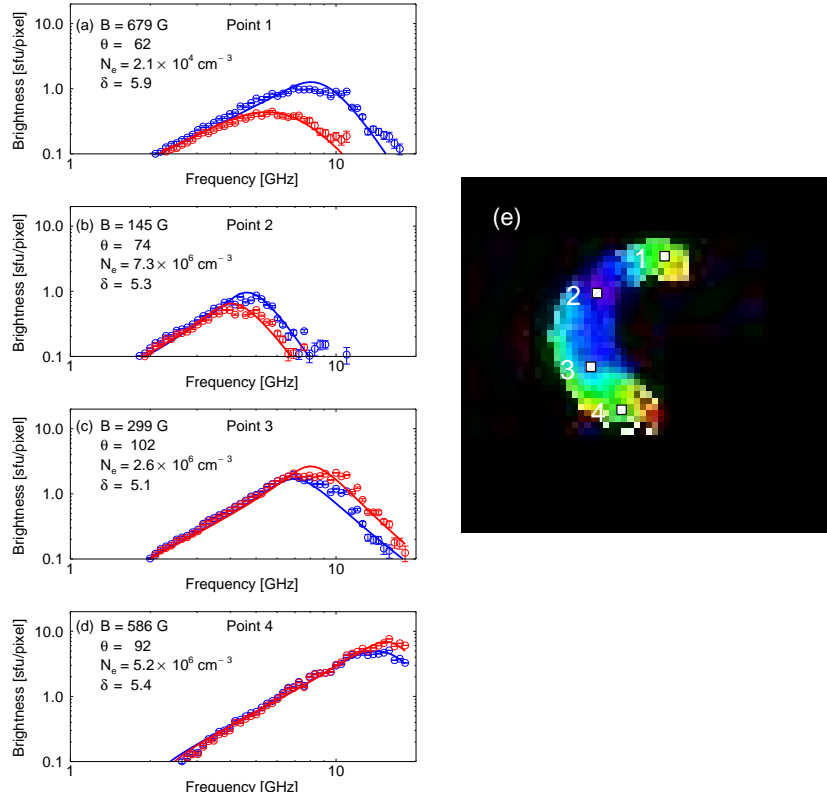 (a) B = 679 G Point 1
θ = 62
N_e = 2.1 × 10^4 cm^-3
δ = 5.9
Brightness [sfu/pixel]
10.0
1.0
0.1
1 10
Frequency [GHz]
(b) B = 145 G Point 2
θ = 74
N_e = 7.3 × 10^6 cm^-3
δ = 5.3
Brightness [sfu/pixel]
10.0
1.0
0.1
1 10
Frequency [GHz]
(c) B = 299 G Point 3
θ = 102
N_e = 2.6 × 10^6 cm^-3
δ = 5.1
Brightness [sfu/pixel]
10.0
1.0
0.1
1 10
Frequency [GHz]
(d) B = 586 G Point 4
θ = 92
N_e = 5.2 × 10^6 cm^-3
δ = 5.4
Brightness [sfu/pixel]
10.0
1.0
0.1
1 10
Frequency [GHz]
(e)
1
2
3
4